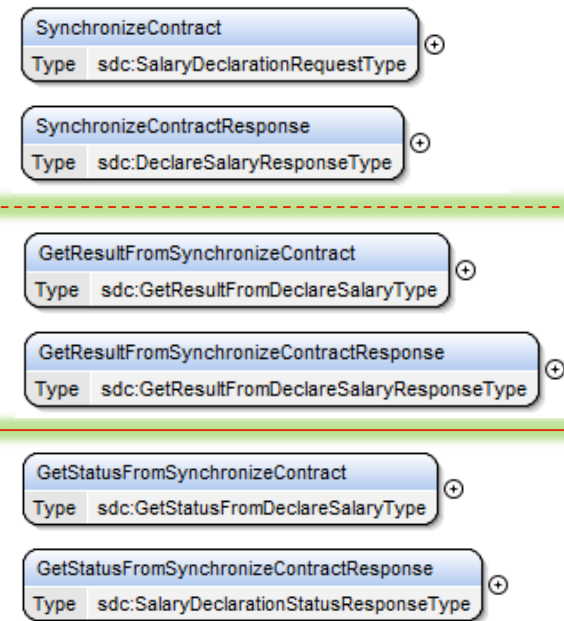 SynchronizeContract
Type sdc:SalaryDeclarationRequestType
SynchronizeContractResponse
Type sdc:DeclareSalaryResponseType
GetResultFromSynchronizeContract
Type sdc:GetResultFromDeclareSalaryType
GetResultFromSynchronizeContractResponse
Type sdc:GetResultFromDeclareSalaryResponseType
GetStatusFromSynchronizeContract
Type sdc:GetStatusFromDeclareSalaryType
GetStatusFromSynchronizeContractResponse
Type sdc:SalaryDeclarationStatusResponseType